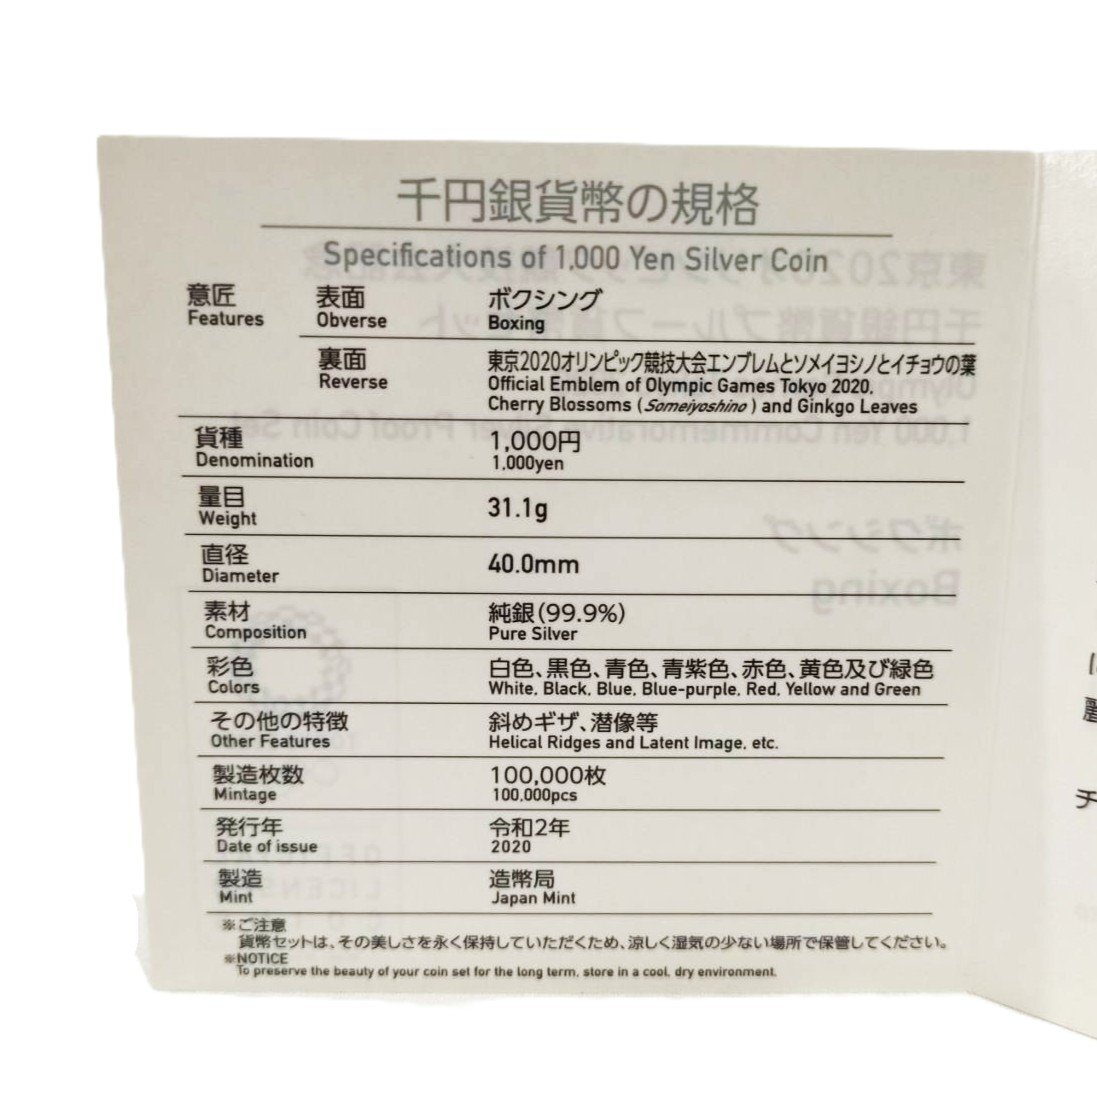 千円銀貨幣の規格
Specifications of 1,000 Yen Silver Coin
意匠 表面 ボクシング
Features Obverse Boxing
裏面 東京2020オリンピック競技大会エンブレムとソメイヨシノとイチョウの葉
Reverse Official Emblem of Olympic Games Tokyo 2020,
Cherry Blossoms (Someiyoshino) and Ginkgo Leaves
貨種 1,000円
Denomination 1,000yen
量目
Weight 31.1g
直径
Diameter 40.0mm
素材 純銀(99.9%)
Composition Pure Silver
彩色 白色、黒色、青色、青紫色、赤色、黄色及び緑色
Colors White, Black, Blue, Blue-purple, Red, Yellow and Green
その他の特徴 斜めギザ、潜像等
Other Features Helical Ridges and Latent Image, etc.
製造枚数 100,000枚
Mintage 100,000pcs
発行年 令和2年
Date of issue 2020
製造 造幣局
Mint Japan Mint
※ご注意
貨幣セットは、その美しさを永く保持していただくため、涼しく湿気の少ない場所で保管してください。
※NOTICE
To preserve the beauty of your coin set for the long term, store in a cool, dry environment.